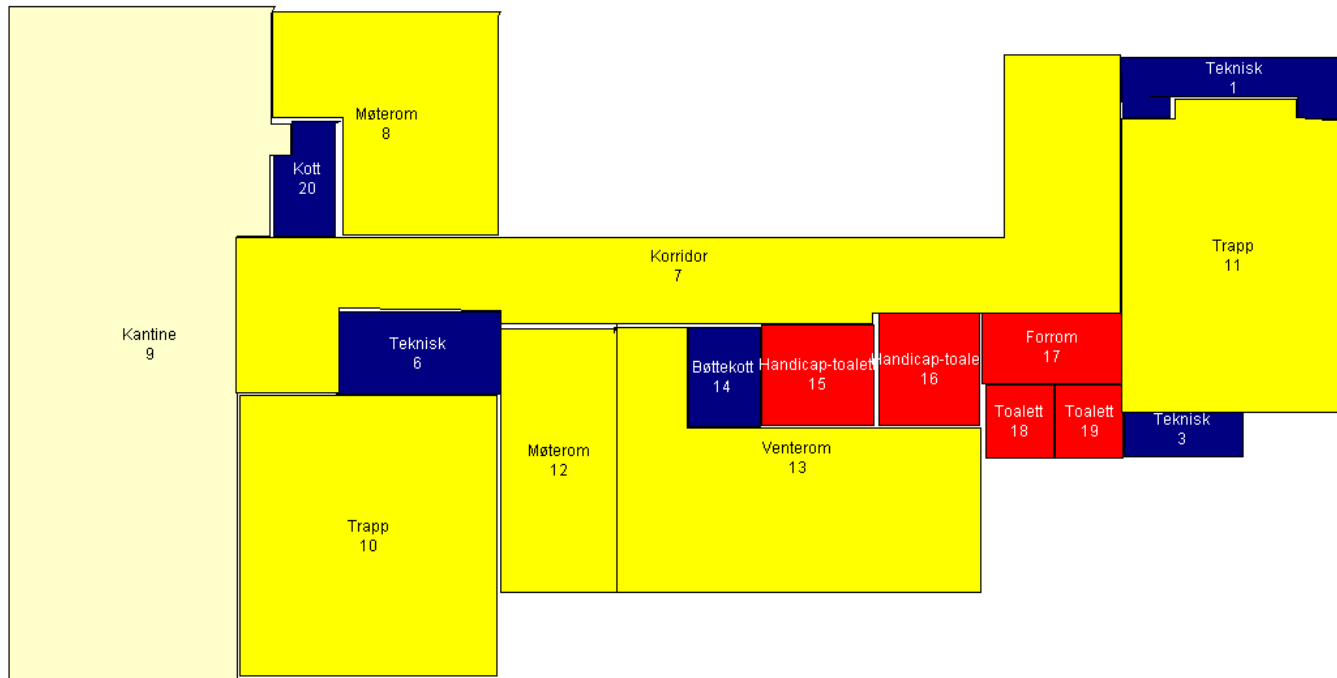 Teknisk
1
Møterom
8
Kott
20
Trapp
11
Korridor
7
Kantine
9
Teknisk
6
Forrom
17
Bøttekott
14
Handicap-toalett
15
Handicap-toale
16
Toalett
18
Toalett
19
Teknisk
3
Møterom
12
Venterom
13
Trapp
10